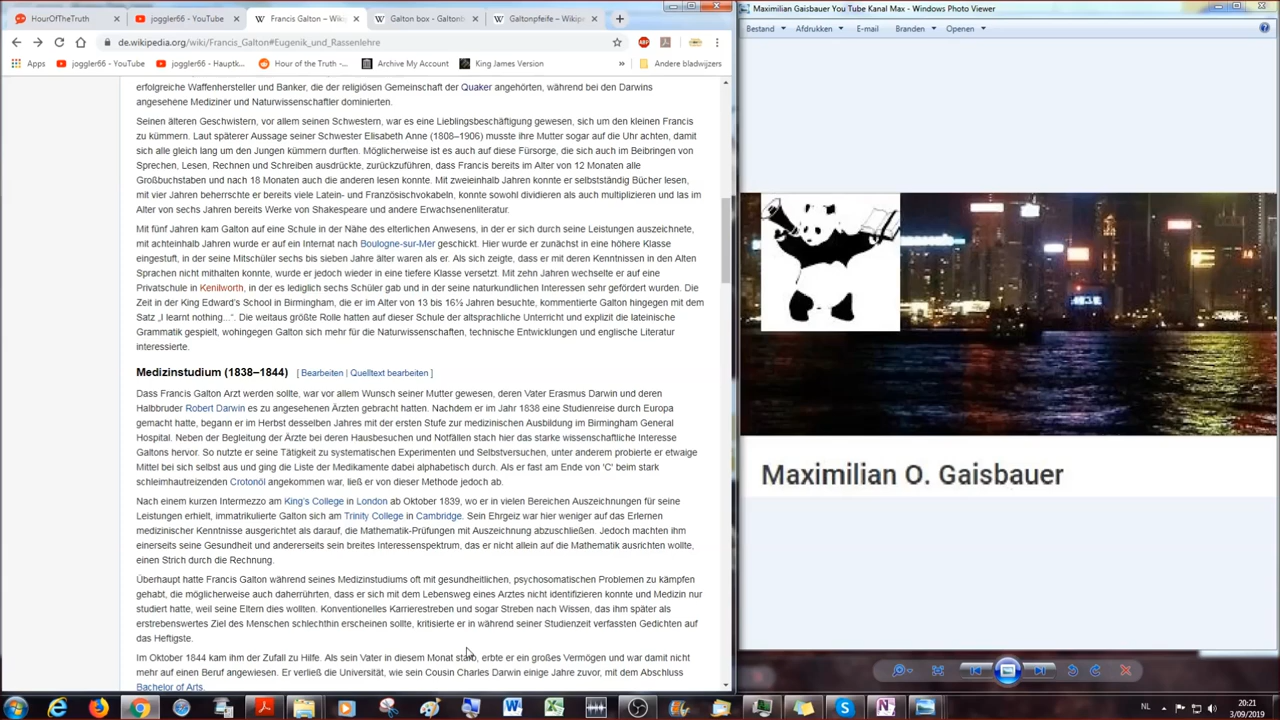 HourOfTheTruth
joggler66 - YouTube
Francis Galton – Wiki
Galton box - Galtonb
Galtonpfeife – Wikipe
de.wikipedia.org/wiki/Francis_Galton#Eugenik_und_Rassenlehre
Apps
joggler66 - YouTube
joggler66 - Hauptk...
Hour of the Truth -...
Archive My Account
King James Version
»
Andere bladwijzers
erfolgreiche Waffenhersteller und Banker, die der religiösen Gemeinschaft der Quaker angehörten, während bei den Darwins
angesehene Mediziner und Naturwissenschaftler dominierten.
Seinen älteren Geschwistern, vor allem seinen Schwestern, war es eine Lieblingsbeschäftigung gewesen, sich um den kleinen Francis
zu kümmern. Laut späterer Aussage seiner Schwester Elisabeth Anne (1808–1906) musste ihre Mutter sogar auf die Uhr achten, damit
sich alle gleich lang um den Jungen kümmern durften. Möglicherweise ist es auch auf diese Fürsorge, die sich auch im Beibringen von
Sprechen, Lesen, Rechnen und Schreiben ausdrückte, zurückzuführen, dass Francis bereits im Alter von 12 Monaten alle
Großbuchstaben und nach 18 Monaten auch die anderen lesen konnte. Mit zweieinhalb Jahren konnte er selbstständig Bücher lesen,
mit vier Jahren beherrschte er bereits viele Latein- und Französischvokabeln, konnte sowohl dividieren als auch multiplizieren und las im
Alter von sechs Jahren bereits Werke von Shakespeare und andere Erwachsenenliteratur.
Mit fünf Jahren kam Galton auf eine Schule in der Nähe des elterlichen Anwesens, in der er sich durch seine Leistungen auszeichnete,
mit achteinhalb Jahren wurde er auf ein Internat nach Boulogne-sur-Mer geschickt. Hier wurde er zunächst in eine höhere Klasse
eingestuft, in der seine Mitschüler sechs bis sieben Jahre älter waren als er. Als sich zeigte, dass er mit deren Kenntnissen in den Alten
Sprachen nicht mithalten konnte, wurde er jedoch wieder in eine tiefere Klasse versetzt. Mit zehn Jahren wechselte er auf eine
Privatschule in Kenilworth, in der es lediglich sechs Schüler gab und in der seine naturkundlichen Interessen sehr gefördert wurden. Die
Zeit in der King Edward's School in Birmingham, die er im Alter von 13 bis 16½ Jahren besuchte, kommentierte Galton hingegen mit dem
Satz „I learnt nothing...“. Die weitaus größte Rolle hatten auf dieser Schule der altsprachliche Unterricht und explizit die lateinische
Grammatik gespielt, wohingegen Galton sich mehr für die Naturwissenschaften, technische Entwicklungen und englische Literatur
interessierte.
Medizinstudium (1838–1844) [ Bearbeiten | Quelltext bearbeiten ]
Dass Francis Galton Arzt werden sollte, war vor allem Wunsch seiner Mutter gewesen, deren Vater Erasmus Darwin und deren
Halbbruder Robert Darwin es zu angesehenen Ärzten gebracht hatten. Nachdem er im Jahr 1838 eine Studienreise durch Europa
gemacht hatte, begann er im Herbst desselben Jahres mit der ersten Stufe zur medizinischen Ausbildung im Birmingham General
Hospital. Neben der Begleitung der Ärzte bei deren Hausbesuchen und Notfällen stach hier das starke wissenschaftliche Interesse
Galtons hervor. So nutzte er seine Tätigkeit zu systematischen Experimenten und Selbstversuchen, unter anderem probierte er etwaige
Mittel bei sich selbst aus und ging die Liste der Medikamente dabei alphabetisch durch. Als er fast am Ende von 'C' beim stark
schleimhautreizenden Crotonöl angekommen war, ließ er von dieser Methode jedoch ab.
Nach einem kurzen Intermezzo am King's College in London ab Oktober 1839, wo er in vielen Bereichen Auszeichnungen für seine
Leistungen erhielt, immatrikulierte Galton sich am Trinity College in Cambridge. Sein Ehrgeiz war hier weniger auf das Erlernen
medizinischer Kenntnisse ausgerichtet als darauf, die Mathematik-Prüfungen mit Auszeichnung abzuschließen. Jedoch machten ihm
einerseits seine Gesundheit und andererseits sein breites Interessenspektrum, das er nicht allein auf die Mathematik ausrichten wollte,
einen Strich durch die Rechnung.
Überhaupt hatte Francis Galton während seines Medizinstudiums oft mit gesundheitlichen, psychosomatischen Problemen zu kämpfen
gehabt, die möglicherweise auch daherrührten, dass er sich mit dem Lebensweg eines Arztes nicht identifizieren konnte und Medizin nur
studiert hatte, weil seine Eltern dies wollten. Konventionelles Karrierestreben und sogar Streben nach Wissen, das ihm später als
erstrebenswertes Ziel des Menschen schlechthin erscheinen sollte, kritisierte er in während seiner Studienzeit verfassten Gedichten auf
das Heftigste.
Im Oktober 1844 kam ihm der Zufall zu Hilfe. Als sein Vater in diesem Monat starb, erbte er ein großes Vermögen und war damit nicht
mehr auf einen Beruf angewiesen. Er verließ die Universität, wie sein Cousin Charles Darwin einige Jahre zuvor, mit dem Abschluss
Bachelor of Arts.
Maximilian Gaisbauer You Tube Kanal Max - Windows Photo Viewer
Bestand
Afdrukken
E-mail
Branden
Openen
Maximilian O. Gaisbauer
NL
20:21
3/09/2019